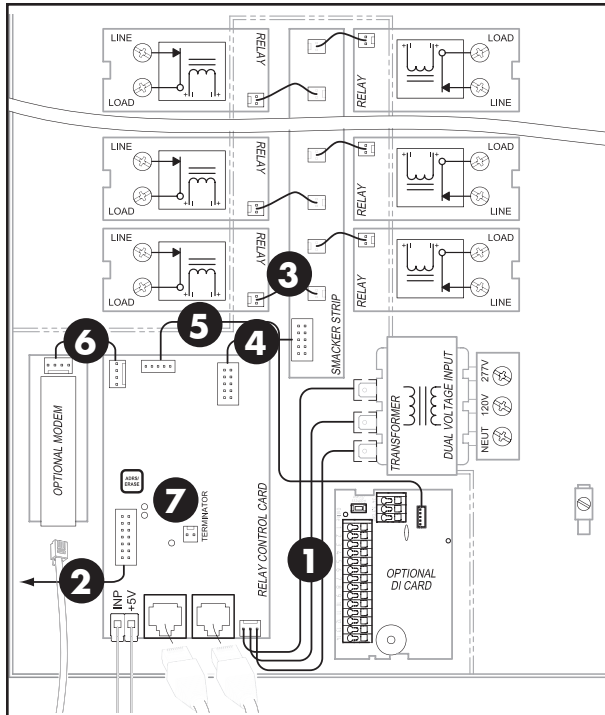 LINE
LOAD
RELAY
RELAY
LOAD
LINE
LINE
LOAD
RELAY
RELAY
LOAD
LINE
LINE
LOAD
RELAY
RELAY
LOAD
LINE
3
SMACKER STRIP
6
5
4
OPTIONAL MODEM
TRANSFORMER
DUAL VOLTAGE INPUT
277V
120V
NEUT
ADRS/
ERASE
7
TERMINATOR
RELAY CONTROL CARD
1
OPTIONAL
DI CARD
2
INP
+5V